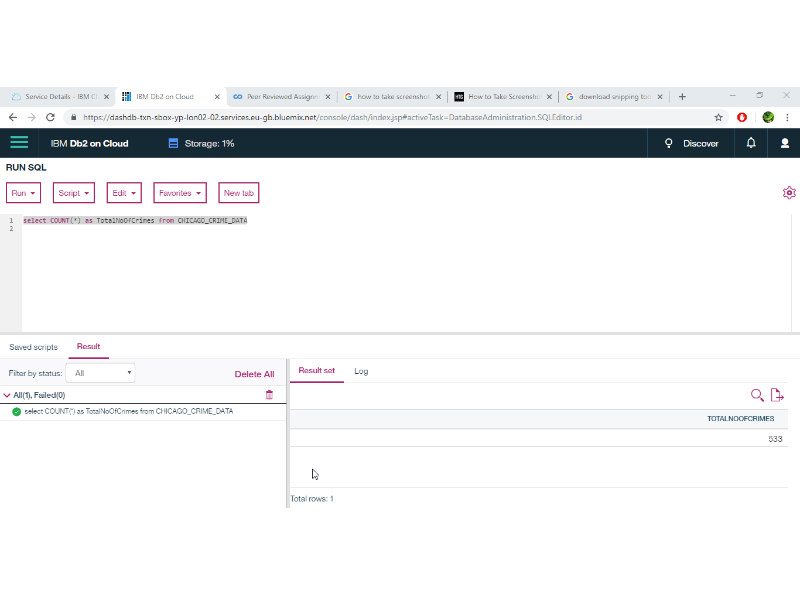 Service Details - IBM Cl
IBM Db2 on Cloud
Peer Reviewed Assignm
how to take screenshot
How to Take Screenshot
download snipping too
https://dashdb-txn-sbox-yp-lon02-02.services.eu-gb.bluemix.net/console/dash/index.jsp#activeTask=DatabaseAdministration.SQLEditor.id
IBM Db2 on Cloud
Storage: 1%
Discover
RUN SQL
Run
Script
Edit
Favorites
New tab
1 select COUNT(*) as TotalNoOfCrimes from CHICAGO_CRIME_DATA
2
Saved scripts
Result
Filter by status:
All
Delete All
Result set
Log
All(1), Failed(0)
select COUNT(*) as TotalNoOfCrimes from CHICAGO_CRIME_DATA
TOTALNOOFCRIMES
533
Total rows: 1